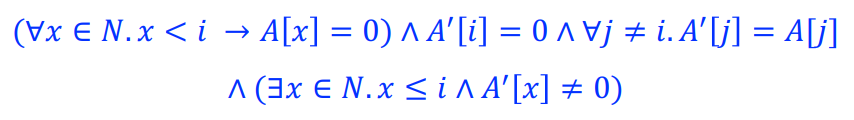 (∀x ∈ N. x < i → A[x] = 0) ∧ A′[i] = 0 ∧ ∀j ≠ i. A′[j] = A[j]
∧ (∃x ∈ N. x ≤ i ∧ A′[x] ≠ 0)